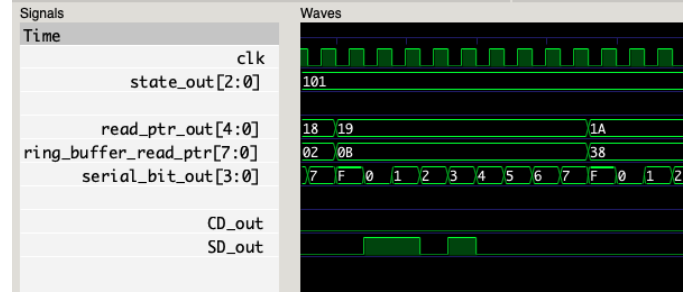 Signals
Waves
Time
clk
state_out[2:0]
101
read_ptr_out[4:0]
18 19 1A
ring_buffer_read_ptr[7:0]
02 0B 38
serial_bit_out[3:0]
7 F 0 1 2 3 4 5 6 7 F 0 1 2
CD_out
SD_out